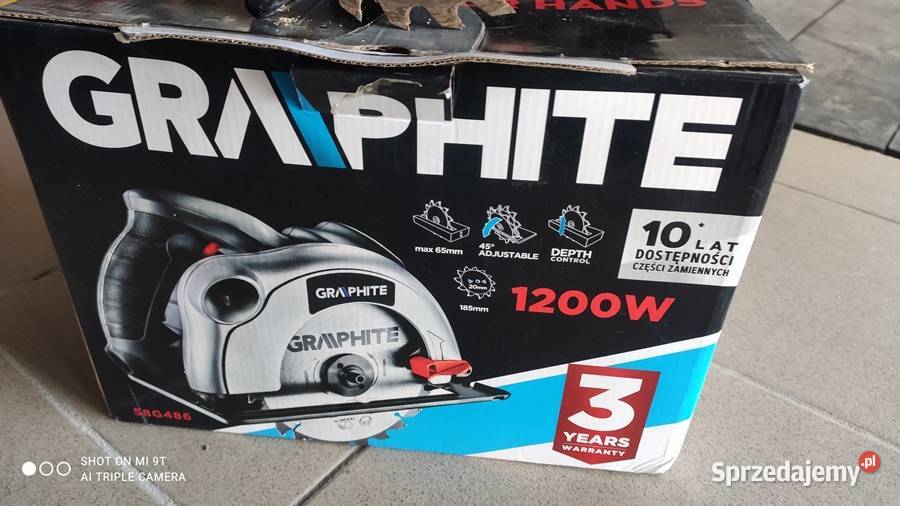 R HANDS
GRAPHITE
max 65mm
45°
ADJUSTABLE
DEPTH
CONTROL
20mm
185mm
1200W
10* LAT
DOSTĘPNOŚCI
CZĘŚCI ZAMIENNYCH
GRAPHITE
GRAPHITE
58G486
3
YEARS
WARRANTY
SHOT ON MI 9T
AI TRIPLE CAMERA
Sprzedajemy.pl